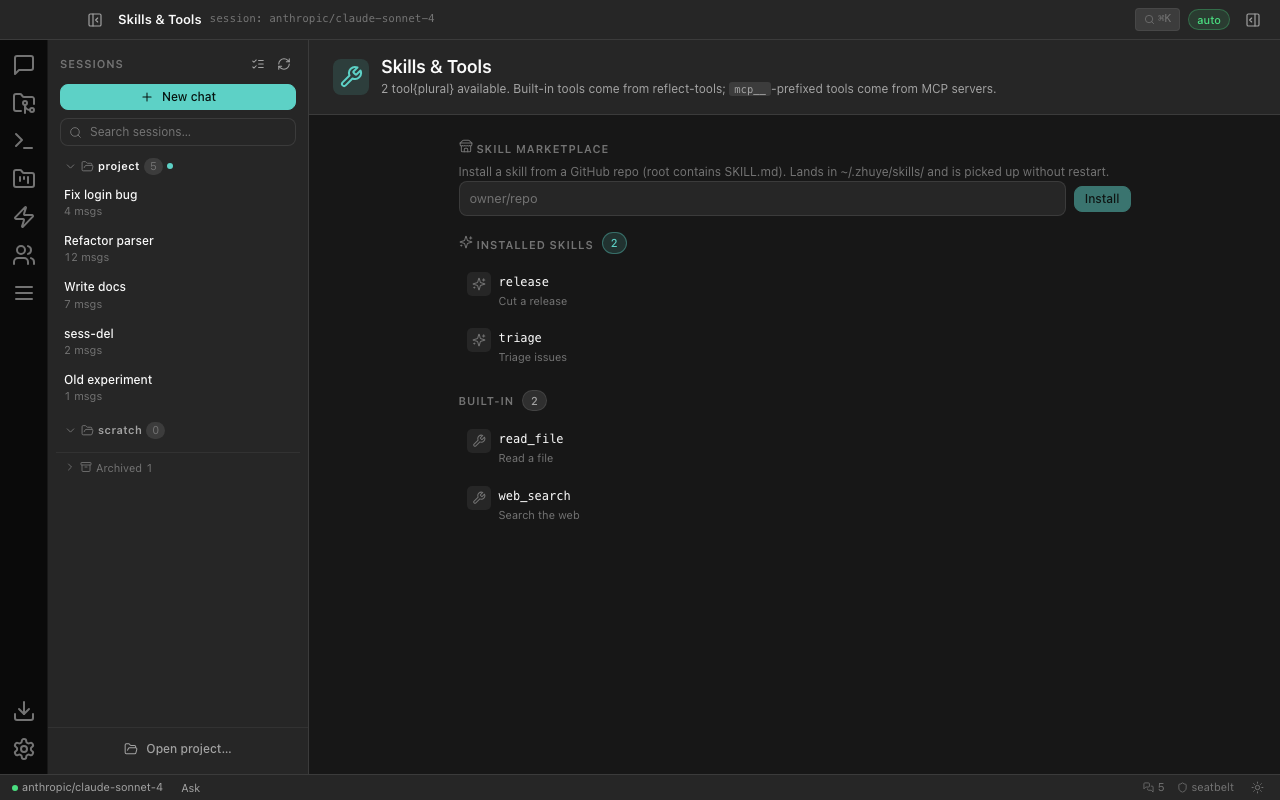 Skills & Tools session: anthropic/claude-sonnet-4
⌘K
auto
SESSIONS
New chat
Search sessions...
project 5
Fix login bug
4 msgs
Refactor parser
12 msgs
Write docs
7 msgs
sess-del
2 msgs
Old experiment
1 msgs
scratch 0
Archived 1
Open project...
Skills & Tools
2 tool{plural} available. Built-in tools come from reflect-tools; mcp__-prefixed tools come from MCP servers.
SKILL MARKETPLACE
Install a skill from a GitHub repo (root contains SKILL.md). Lands in ~/.zhuye/skills/ and is picked up without restart.
owner/repo
Install
INSTALLED SKILLS 2
release
Cut a release
triage
Triage issues
BUILT-IN 2
read_file
Read a file
web_search
Search the web
anthropic/claude-sonnet-4 Ask
5 seatbelt